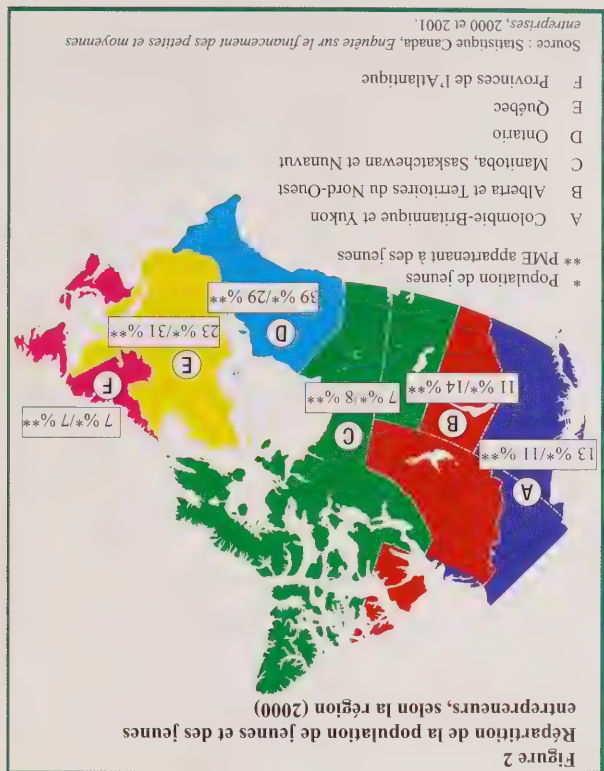 Figure 2
Répartition de la population de jeunes et des jeunes
entrepreneurs, selon la région (2000)
A
13 %*/11 %**
B
11 %*/14 %**
C
7 %*/8 %**
D
39 %*/29 %**
E
23 %*/31 %**
F
7 %*/7 %**
* Population de jeunes
** PME appartenant à des jeunes
A Colombie-Britannique et Yukon
B Alberta et Territoires du Nord-Ouest
C Manitoba, Saskatchewan et Nunavut
D Ontario
E Québec
F Provinces de l'Atlantique
Source : Statistique Canada, Enquête sur le financement des petites et moyennes
entreprises, 2000 et 2001.